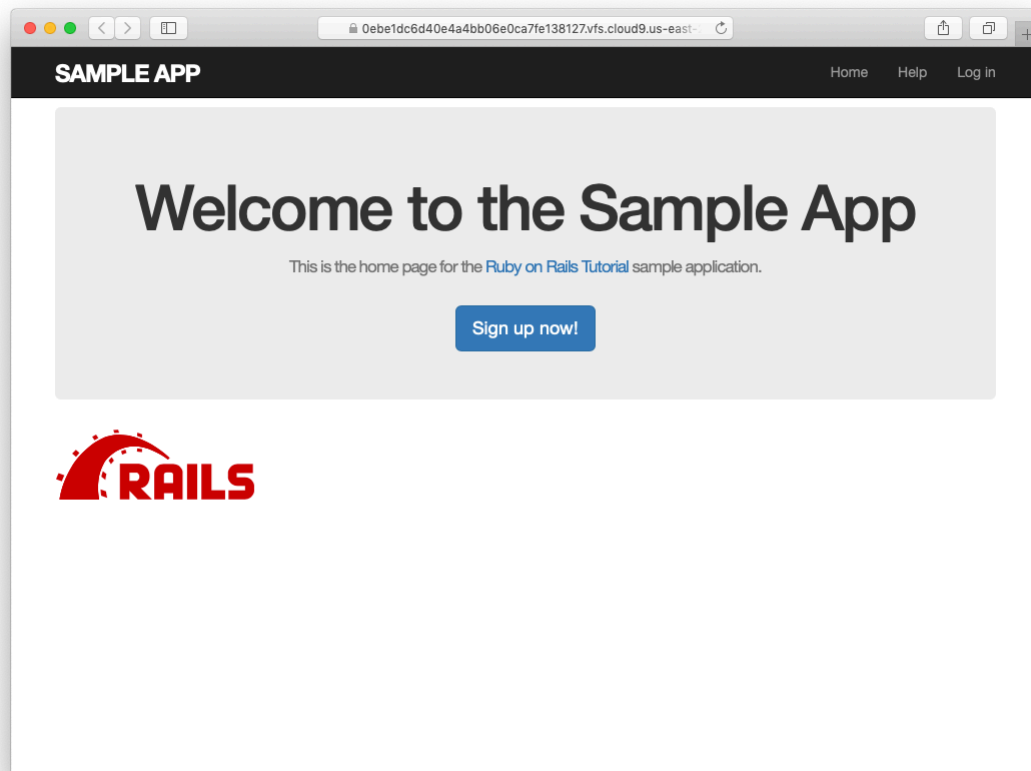 0ebe1dc6d40e4a4bb06e0ca7fe138127.vfs.cloud9.us-east-
SAMPLE APP
Home Help Log in
Welcome to the Sample App
This is the home page for the Ruby on Rails Tutorial sample application.
Sign up now!
RAILS